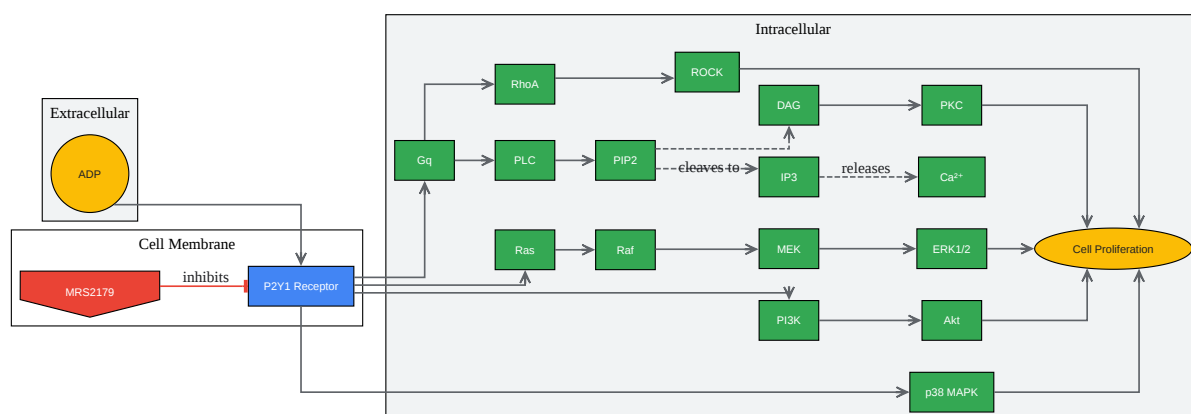 Intracellular
RhoA
ROCK
Extracellular
ADP
DAG
PKC
Gq
PLC
PIP2
cleaves to
IP3
releases
Ca²⁺
Cell Membrane
MRS2179
inhibits
P2Y1 Receptor
Ras
Raf
MEK
ERK1/2
Cell Proliferation
PI3K
Akt
p38 MAPK